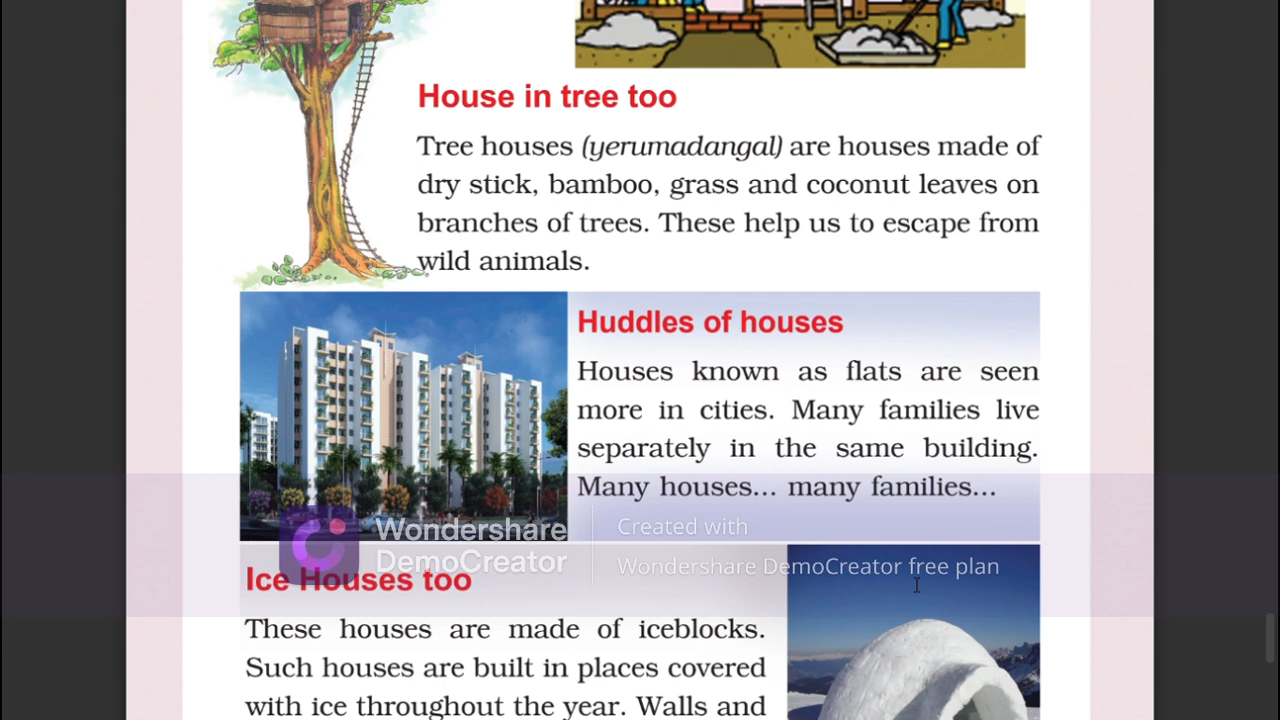 House in tree too
Tree houses (yerumadangal) are houses made of
dry stick, bamboo, grass and coconut leaves on
branches of trees. These help us to escape from
wild animals.
Huddles of houses
Houses known as flats are seen
more in cities. Many families live
separately in the same building.
Many houses... many families...
Wondershare
DemoCreator
Created with
Wondershare DemoCreator free plan
Ice Houses too
These houses are made of iceblocks.
Such houses are built in places covered
with ice throughout the year. Walls and